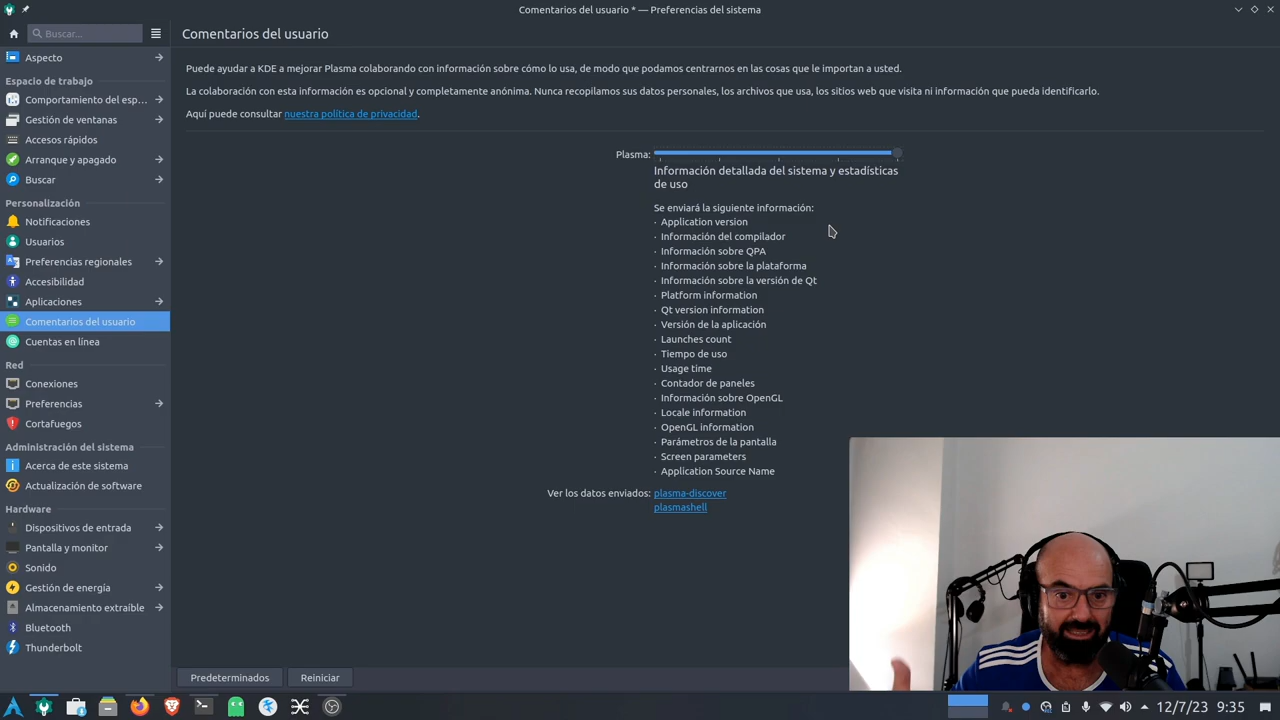 Comentarios del usuario * — Preferencias del sistema
Buscar...
Comentarios del usuario
Aspecto
Espacio de trabajo
Comportamiento del esp...
Gestión de ventanas
Accesos rápidos
Arranque y apagado
Buscar
Personalización
Notificaciones
Usuarios
Preferencias regionales
Accesibilidad
Aplicaciones
Comentarios del usuario
Cuentas en línea
Red
Conexiones
Preferencias
Cortafuegos
Administración del sistema
Acerca de este sistema
Actualización de software
Hardware
Dispositivos de entrada
Pantalla y monitor
Sonido
Gestión de energía
Almacenamiento extraíble
Bluetooth
Thunderbolt
Puede ayudar a KDE a mejorar Plasma colaborando con información sobre cómo lo usa, de modo que podamos centrarnos en las cosas que le importan a usted.
La colaboración con esta información es opcional y completamente anónima. Nunca recopilamos sus datos personales, los archivos que usa, los sitios web que visita ni información que pueda identificarlo.
Aquí puede consultar nuestra política de privacidad.
Plasma:
Información detallada del sistema y estadísticas
de uso
Se enviará la siguiente información:
· Application version
· Información del compilador
· Información sobre QPA
· Información sobre la plataforma
· Información sobre la versión de Qt
· Platform information
· Qt version information
· Versión de la aplicación
· Launches count
· Tiempo de uso
· Usage time
· Contador de paneles
· Información sobre OpenGL
· Locale information
· OpenGL information
· Parámetros de la pantalla
· Screen parameters
· Application Source Name
Ver los datos enviados: plasma-discover
plasmashell
Predeterminados
Reiniciar
12/7/23 9:35